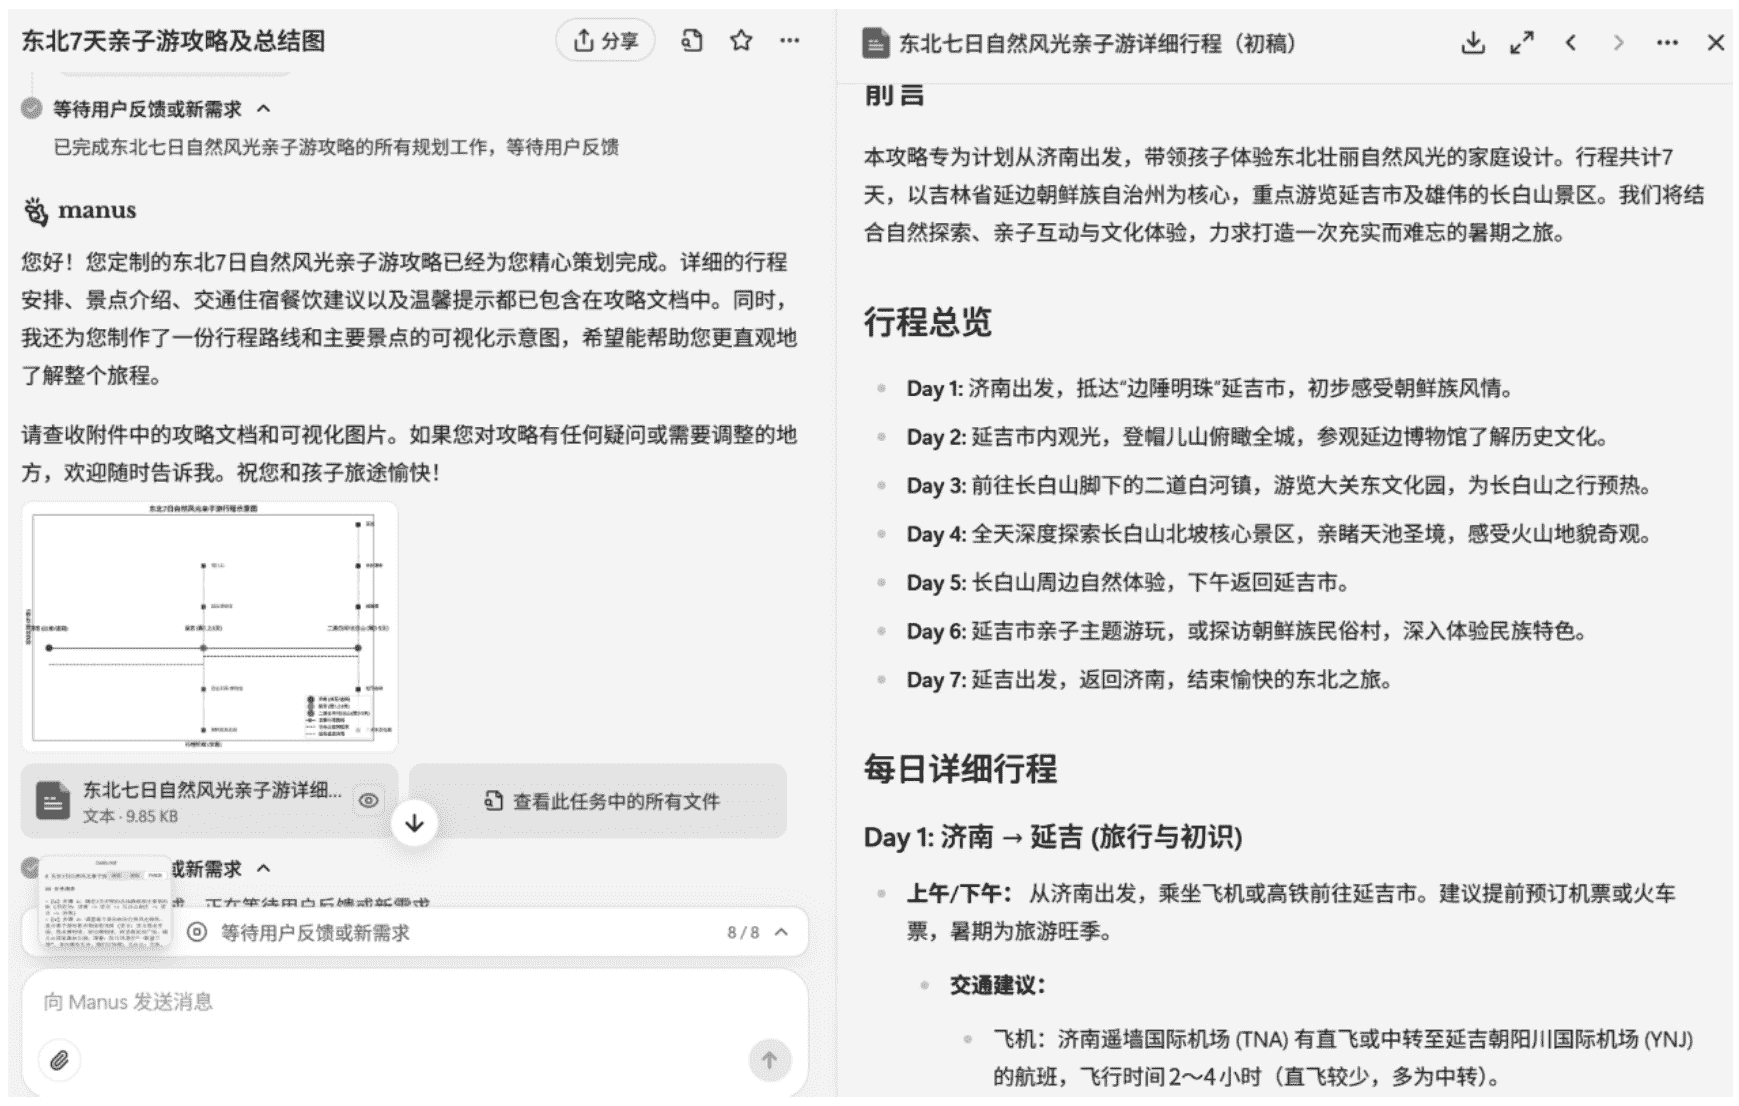 东北7天亲子游攻略及总结图
分享
等待用户反馈或新需求
已完成东北七日自然风光亲子游攻略的所有规划工作，等待用户反馈
manus
您好！您定制的东北7日自然风光亲子游攻略已经为您精心策划完成。详细的行程
安排、景点介绍、交通住宿餐饮建议以及温馨提示都已包含在攻略文档中。同时，
我还为您制作了一份行程路线和主要景点的可视化示意图，希望能帮助您更直观地
了解整个旅程。
请查收附件中的攻略文档和可视化图片。如果您对攻略有任何疑问或需要调整的地
方，欢迎随时告诉我。祝您和孩子旅途愉快！
东北7日自然风光亲子游行程示意图
东北七日自然风光亲子游详细...
文本 · 9.85 KB
查看此任务中的所有文件
或新需求
正在等待用户反馈或新需求
等待用户反馈或新需求
8 / 8
向 Manus 发送消息
东北七日自然风光亲子游详细行程（初稿）
前言
本攻略专为计划从济南出发，带领孩子体验东北壮丽自然风光的家庭设计。行程共计7
天，以吉林省延边朝鲜族自治州为核心，重点游览延吉市及雄伟的长白山景区。我们将结
合自然探索、亲子互动与文化体验，力求打造一次充实而难忘的暑期之旅。
行程总览
Day 1: 济南出发，抵达“边陲明珠”延吉市，初步感受朝鲜族风情。
Day 2: 延吉市内观光，登帽儿山俯瞰全城，参观延边博物馆了解历史文化。
Day 3: 前往长白山脚下的二道白河镇，游览大关东文化园，为长白山之行预热。
Day 4: 全天深度探索长白山北坡核心景区，亲睹天池圣境，感受火山地貌奇观。
Day 5: 长白山周边自然体验，下午返回延吉市。
Day 6: 延吉市亲子主题游玩，或探访朝鲜族民俗村，深入体验民族特色。
Day 7: 延吉出发，返回济南，结束愉快的东北之旅。
每日详细行程
Day 1: 济南 → 延吉 (旅行与初识)
上午/下午： 从济南出发，乘坐飞机或高铁前往延吉市。建议提前预订机票或火车
票，暑期为旅游旺季。
交通建议：
飞机：济南遥墙国际机场 (TNA) 有直飞或中转至延吉朝阳川国际机场 (YNJ)
的航班，飞行时间2～4小时（直飞较少，多为中转）。